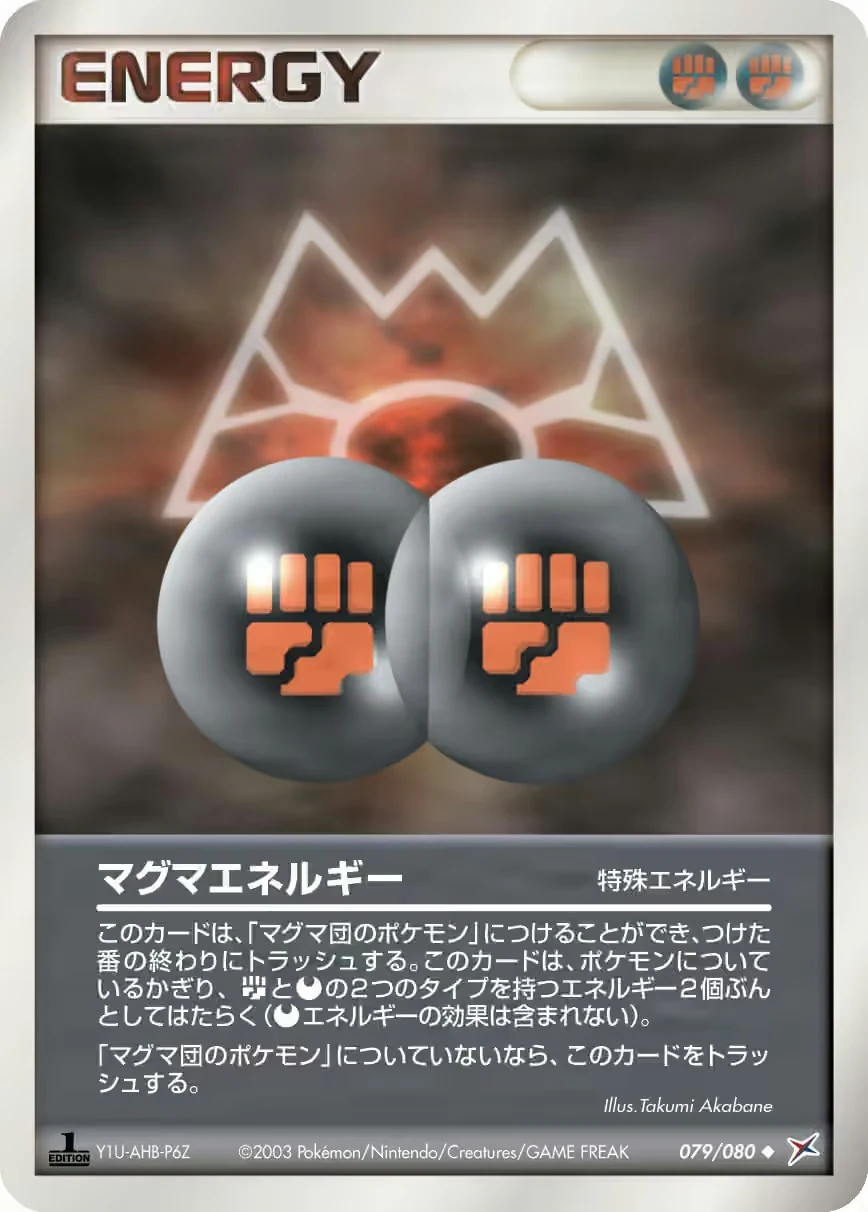 ENERGY
マグマエネルギー
特殊エネルギー
このカードは、「マグマ団のポケモン」につけることができ、つけた
番の終わりにトラッシュする。このカードは、ポケモンについて
いるかぎり、との2つのタイプを持つエネルギー2個ぶん
としてはたらく(エネルギーの効果は含まれない)。
「マグマ団のポケモン」についていないなら、このカードをトラッ
シュする。
Illus.Takumi Akabane
1 EDITION Y1U-AHB-P6Z ©2003 Pokémon/Nintendo/Creatures/GAME FREAK 079/080 ◆